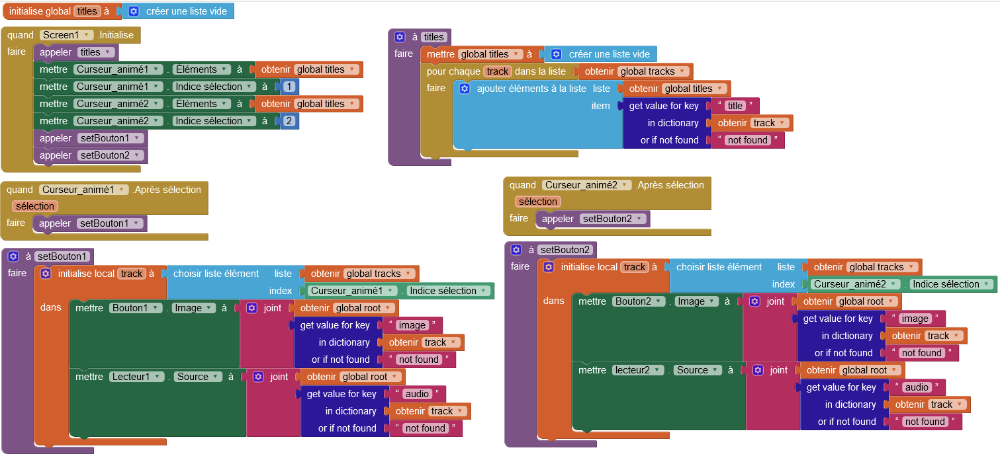 initialise global titles à créer une liste vide
quand Screen1 .Initialise
faire appeler titles
mettre Curseur_animé1 . Éléments à obtenir global titles
mettre Curseur_animé1 . Indice sélection à 1
mettre Curseur_animé2 . Éléments à obtenir global titles
mettre Curseur_animé2 . Indice sélection à 2
appeler setBouton1
appeler setBouton2
à titles
faire mettre global titles à créer une liste vide
pour chaque track dans la liste obtenir global tracks
faire ajouter éléments à la liste liste obtenir global titles
item get value for key " title "
in dictionary obtenir track
or if not found " not found "
quand Curseur_animé1 .Après sélection
sélection
faire appeler setBouton1
quand Curseur_animé2 .Après sélection
sélection
faire appeler setBouton2
à setBouton1
faire initialise local track à choisir liste élément liste obtenir global tracks
index Curseur_animé1 . Indice sélection
dans mettre Bouton1 . Image à joint obtenir global root
get value for key " image "
in dictionary obtenir track
or if not found " not found "
mettre Lecteur1 . Source à joint obtenir global root
get value for key " audio "
in dictionary obtenir track
or if not found " not found "
à setBouton2
faire initialise local track à choisir liste élément liste obtenir global tracks
index Curseur_animé2 . Indice sélection
dans mettre Bouton2 . Image à joint obtenir global root
get value for key " image "
in dictionary obtenir track
or if not found " not found "
mettre lecteur2 . Source à joint obtenir global root
get value for key " audio "
in dictionary obtenir track
or if not found " not found "